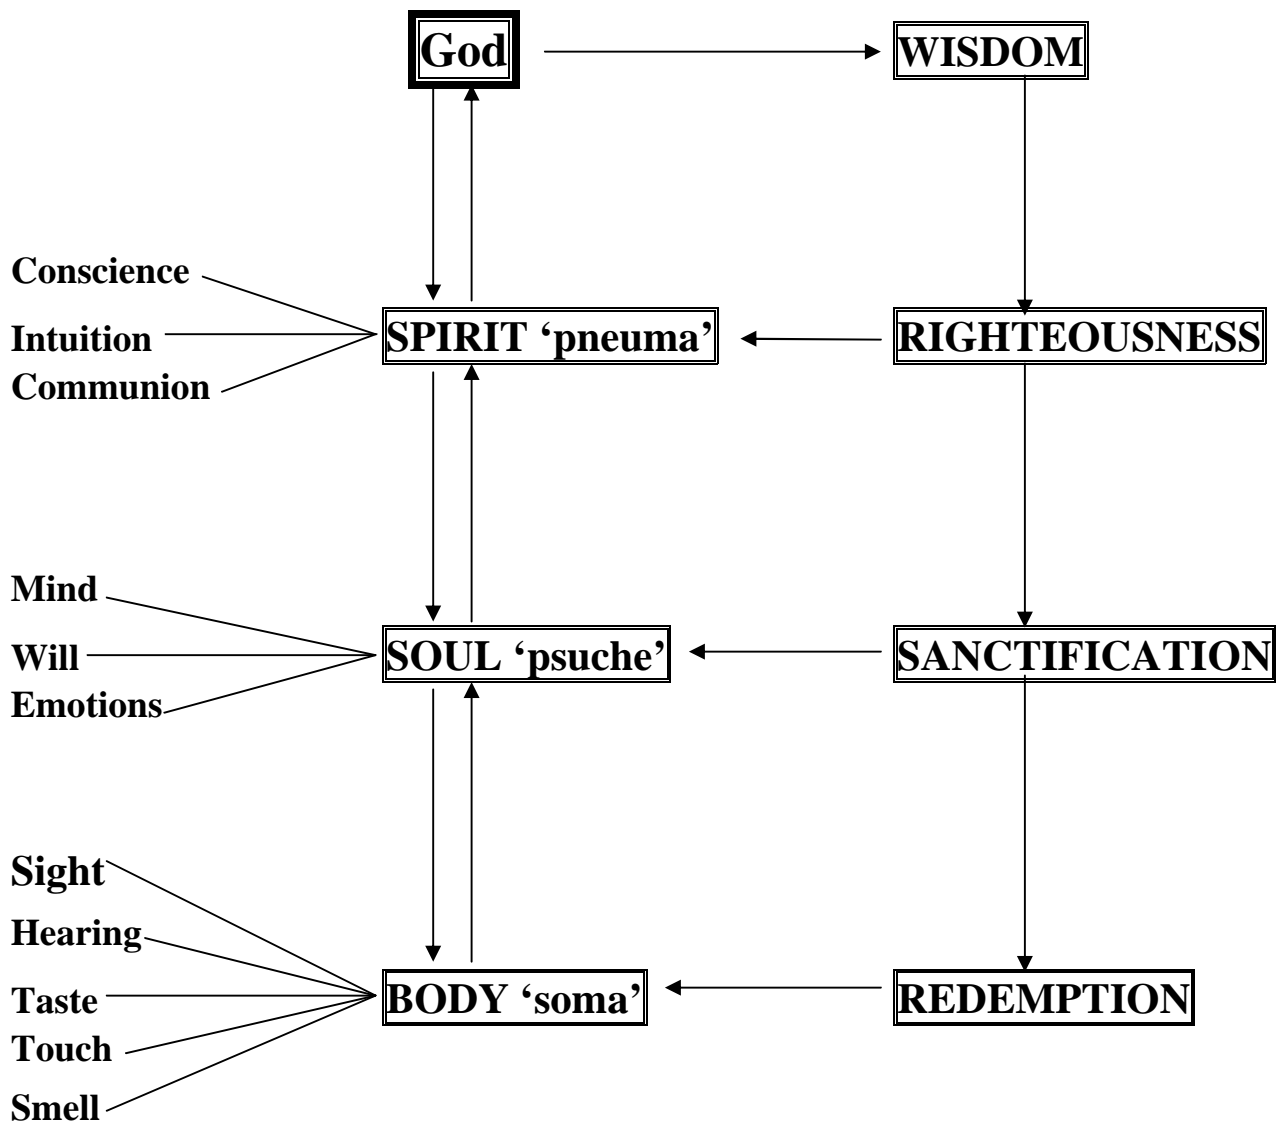 God
WISDOM
Conscience
Intuition
Communion
SPIRIT ‘pneuma’
RIGHTEOUSNESS
Mind
Will
Emotions
SOUL ‘psuche’
SANCTIFICATION
Sight
Hearing
Taste
Touch
Smell
BODY ‘soma’
REDEMPTION